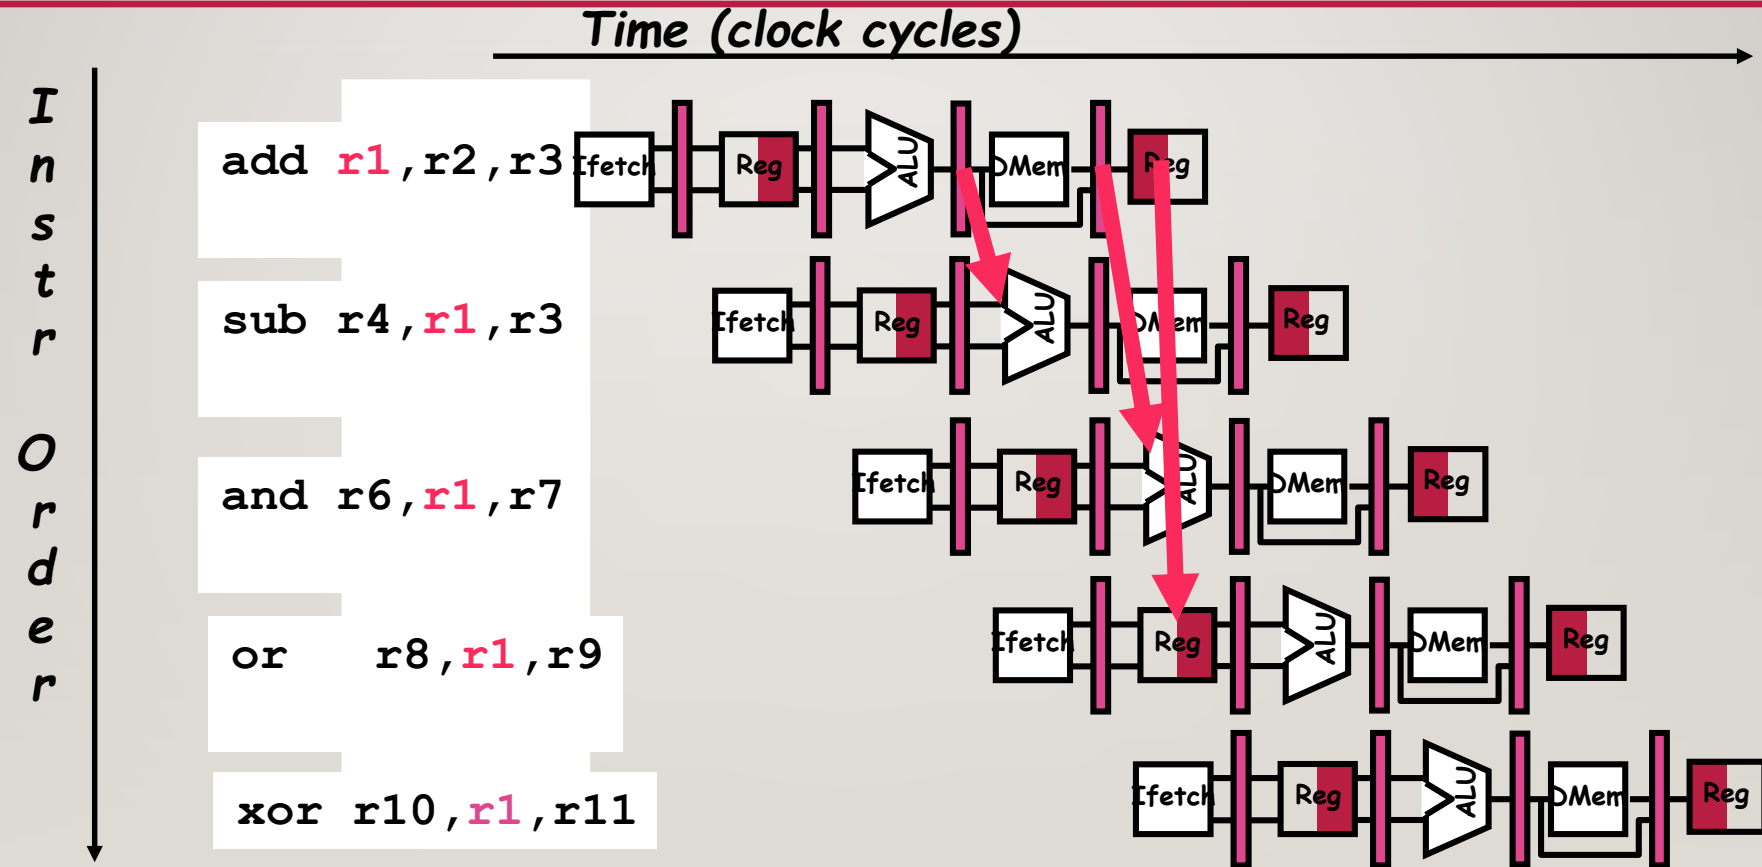 Time (clock cycles)
Instr Order
add r1,r2,r3 Ifetch Reg ALU DMem Reg
sub r4,r1,r3 Ifetch Reg ALU DMem Reg
and r6,r1,r7 Ifetch Reg ALU DMem Reg
or r8,r1,r9 Ifetch Reg ALU DMem Reg
xor r10,r1,r11 Ifetch Reg ALU DMem Reg